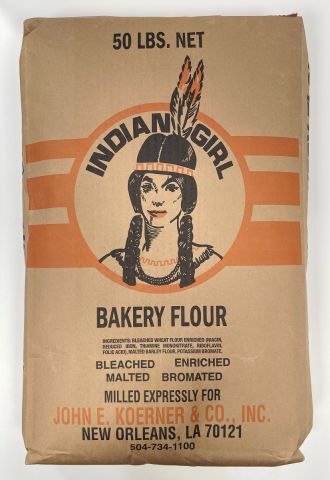 50 LBS. NET
INDIAN GIRL
BAKERY FLOUR
INGREDIENTS: BLEACHED WHEAT FLOUR ENRICHED (NIACIN,
REDUCED IRON, THIAMINE MONONITRATE, RIBOFLAVIN,
FOLIC ACID), MALTED BARLEY FLOUR, POTASSIUM BROMATE.
BLEACHED ENRICHED
MALTED BROMATED
MILLED EXPRESSLY FOR
JOHN E. KOERNER & CO., INC.
NEW ORLEANS, LA 70121
504-734-1100